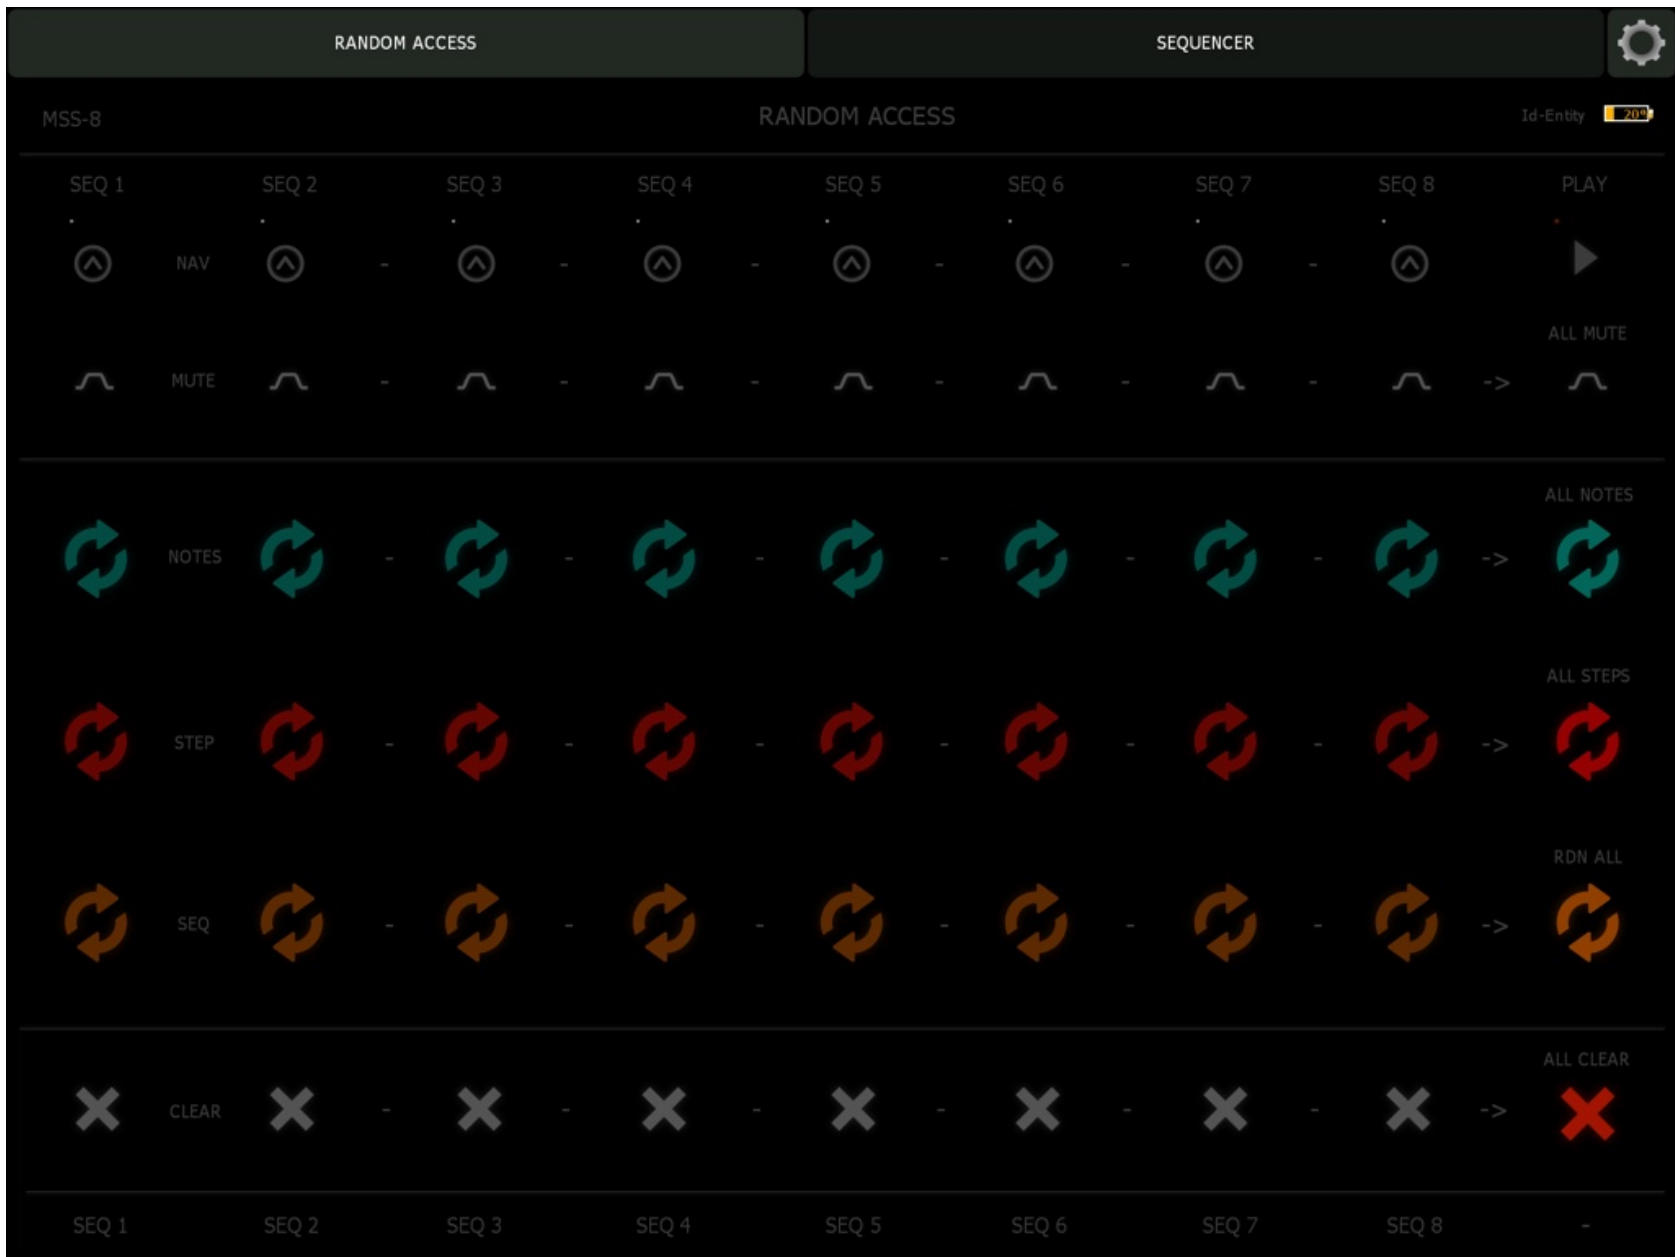 RANDOM ACCESS SEQUENCER
MSS-8 RANDOM ACCESS Id-Entity 20%
SEQ 1 SEQ 2 SEQ 3 SEQ 4 SEQ 5 SEQ 6 SEQ 7 SEQ 8 PLAY
NAV - - - - - -
ALL MUTE
MUTE - - - - - - ->
ALL NOTES
NOTES - - - - - - ->
ALL STEPS
STEP - - - - - - ->
RDN ALL
SEQ - - - - - - ->
ALL CLEAR
CLEAR - - - - - - ->
SEQ 1 SEQ 2 SEQ 3 SEQ 4 SEQ 5 SEQ 6 SEQ 7 SEQ 8 -